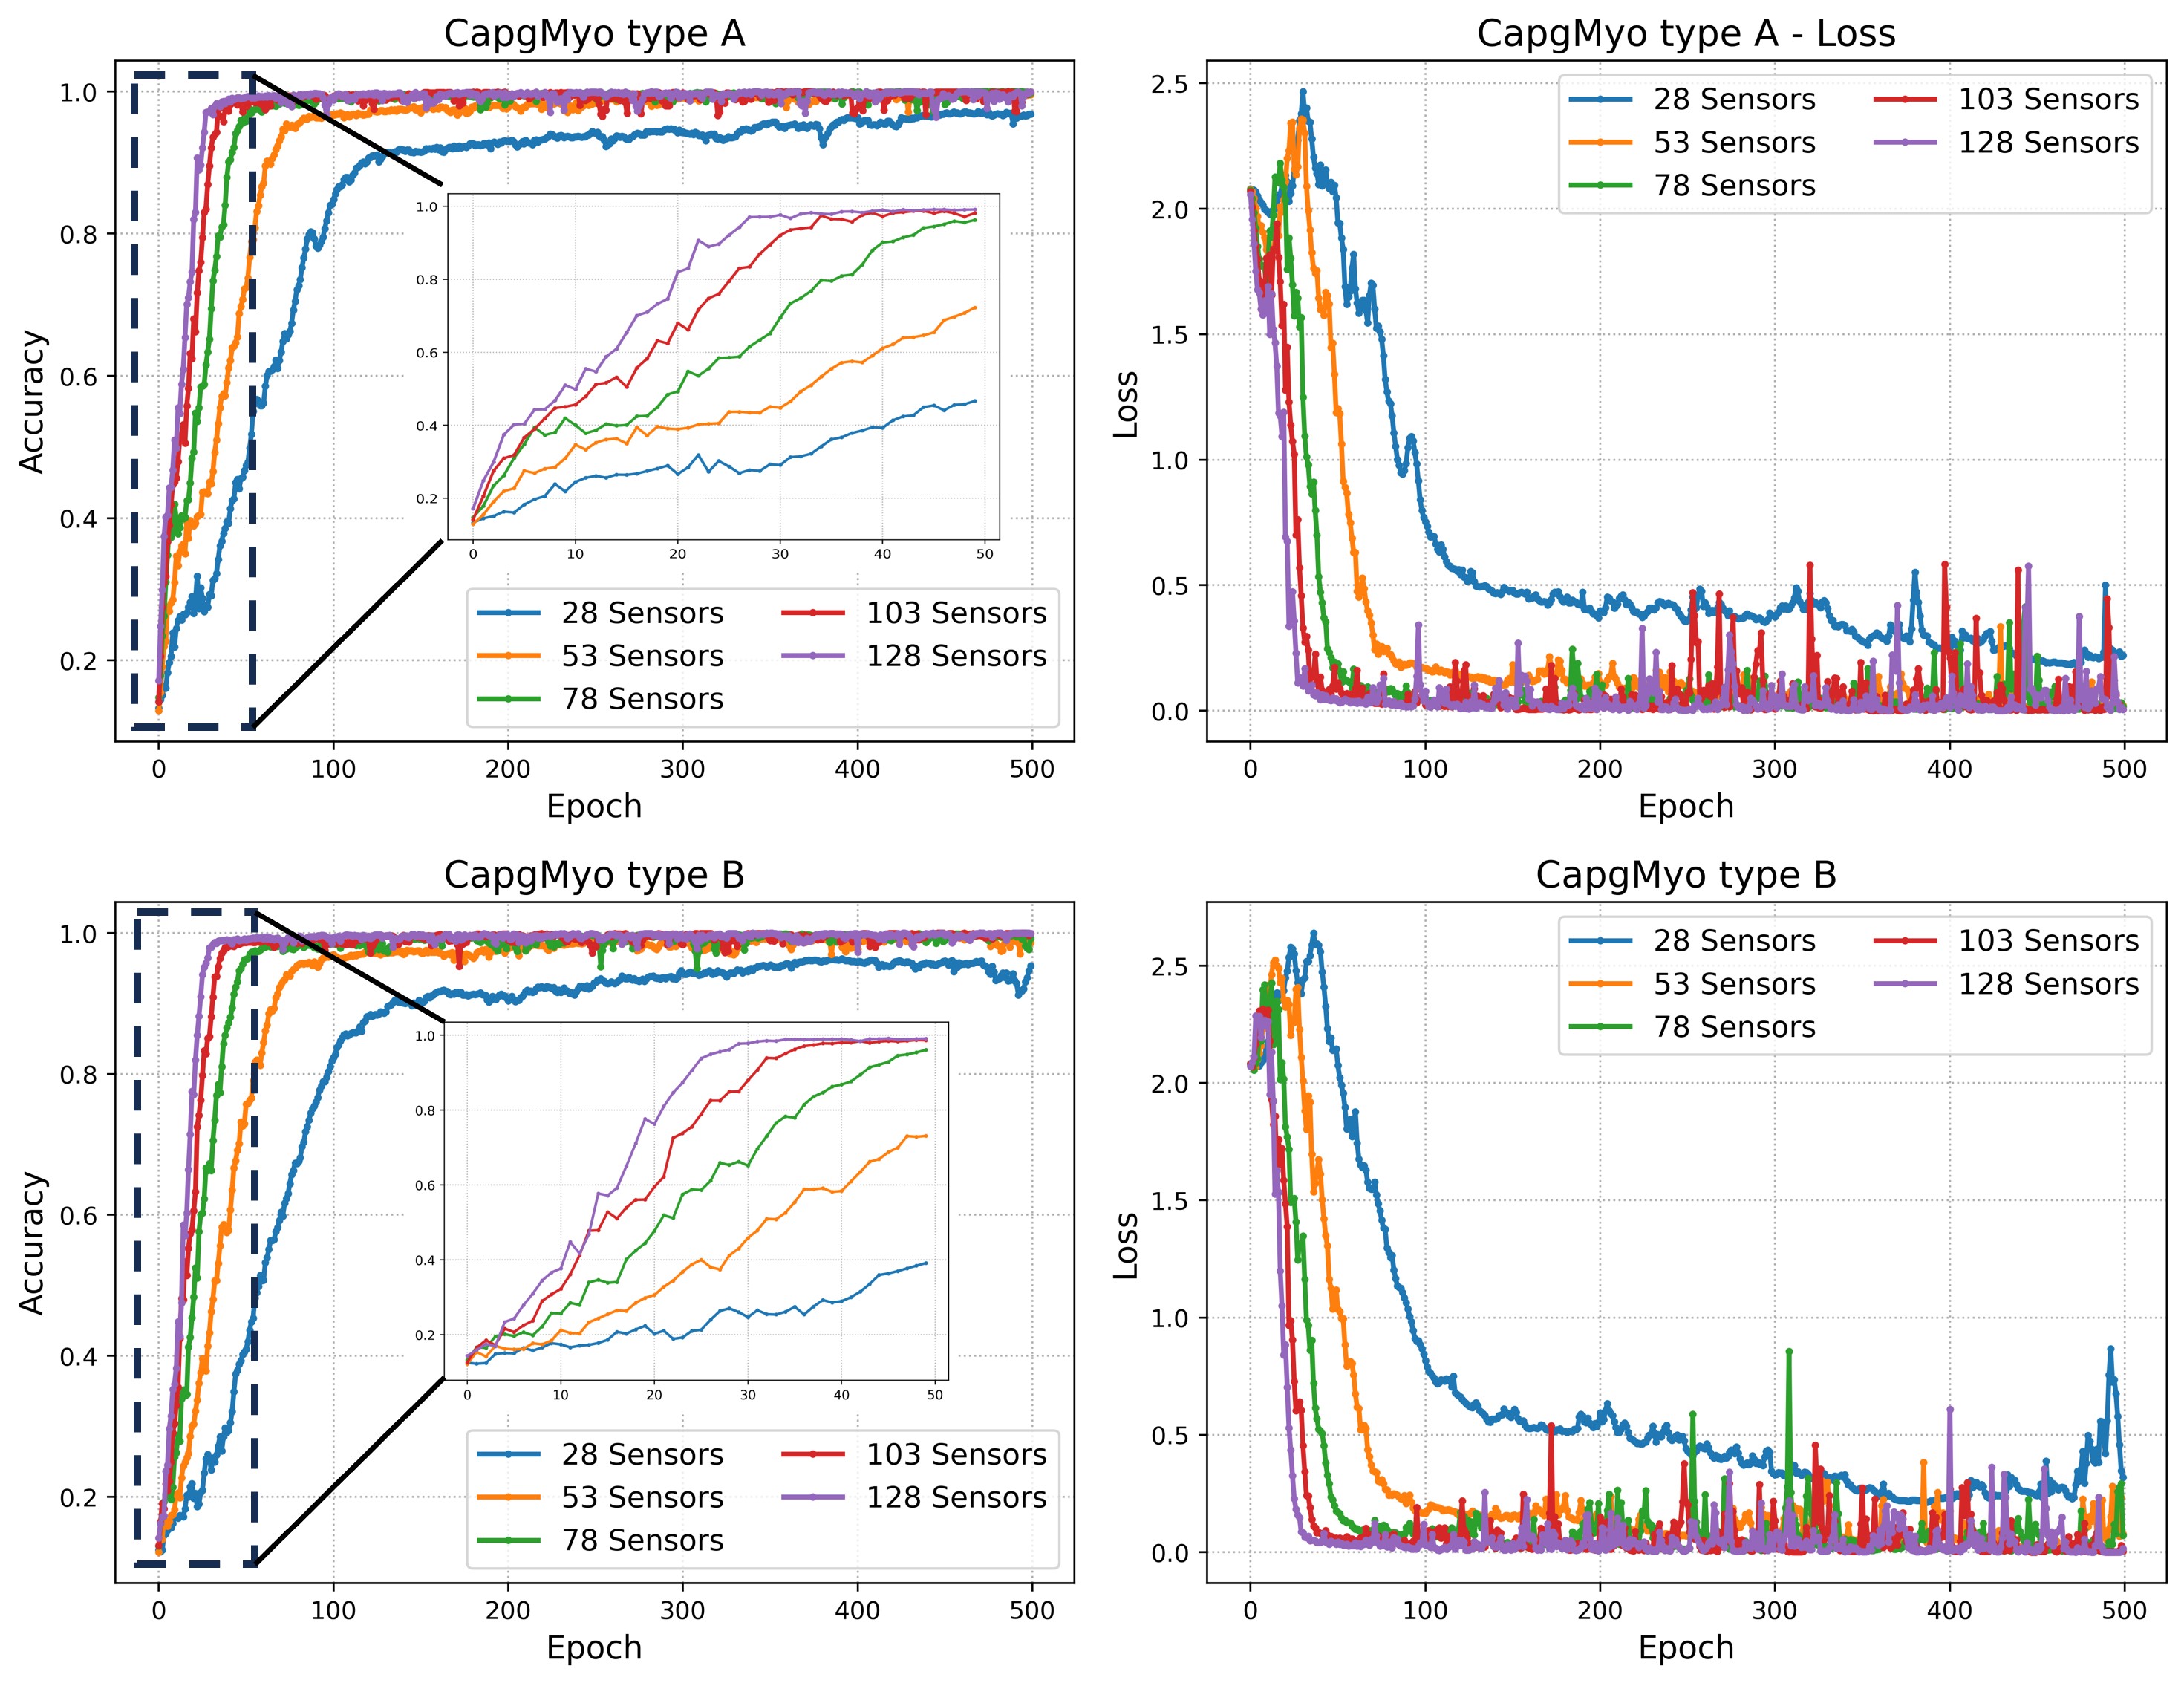 CapgMyo type A
Accuracy
1.0
0.8
0.6
0.4
0.2
1.0
0.8
0.6
0.4
0.2
0 10 20 30 40 50
28 Sensors 103 Sensors
53 Sensors 128 Sensors
78 Sensors
0 100 200 300 400 500
Epoch
CapgMyo type A - Loss
Loss
2.5
2.0
1.5
1.0
0.5
0.0
28 Sensors 103 Sensors
53 Sensors 128 Sensors
78 Sensors
0 100 200 300 400 500
Epoch
CapgMyo type B
Accuracy
1.0
0.8
0.6
0.4
0.2
1.0
0.8
0.6
0.4
0.2
0 10 20 30 40 50
28 Sensors 103 Sensors
53 Sensors 128 Sensors
78 Sensors
0 100 200 300 400 500
Epoch
CapgMyo type B
Loss
2.5
2.0
1.5
1.0
0.5
0.0
28 Sensors 103 Sensors
53 Sensors 128 Sensors
78 Sensors
0 100 200 300 400 500
Epoch